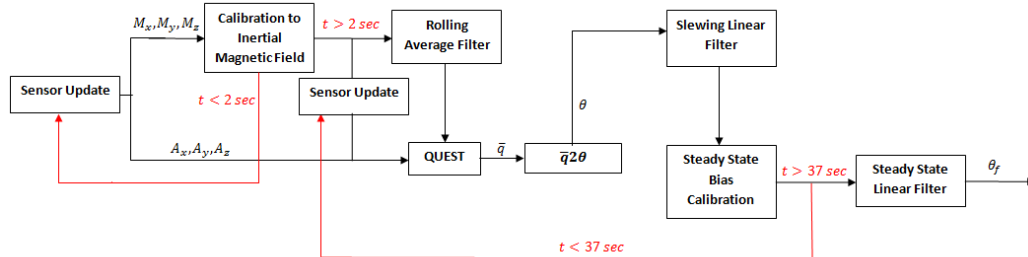 Sensor Update
Mx,My,Mz
Calibration to
Inertial
Magnetic Field
t > 2 sec
t < 2 sec
Rolling
Average Filter
Sensor Update
Ax,Ay,Az
QUEST
q̅
q̅2θ
θ
Slewing Linear
Filter
Steady State
Bias
Calibration
t > 37 sec
Steady State
Linear Filter
θf
t < 37 sec